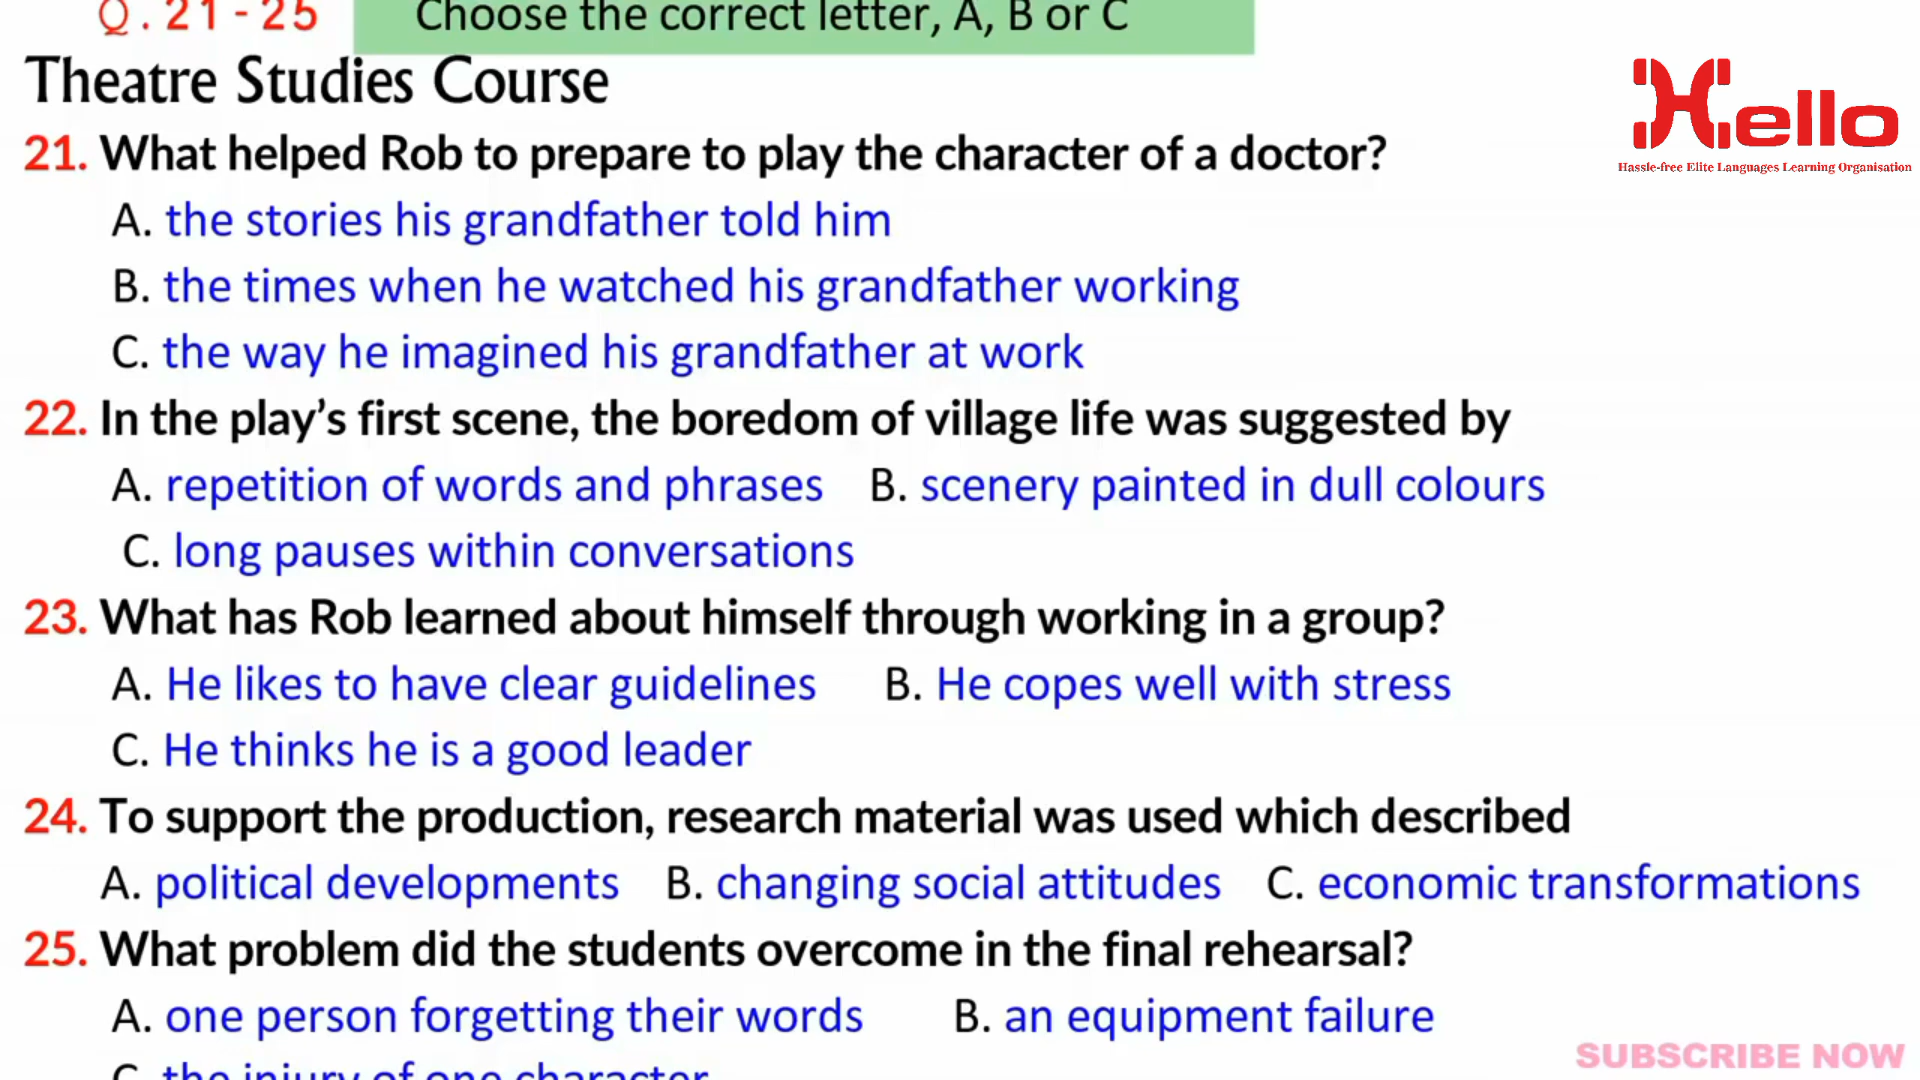 Q. 21-25 Choose the correct letter, A, B or C
Theatre Studies Course
Hello
Hassle-free Elite Languages Learning Organisation
21. What helped Rob to prepare to play the character of a doctor?
A. the stories his grandfather told him
B. the times when he watched his grandfather working
C. the way he imagined his grandfather at work
22. In the play’s first scene, the boredom of village life was suggested by
A. repetition of words and phrases B. scenery painted in dull colours
C. long pauses within conversations
23. What has Rob learned about himself through working in a group?
A. He likes to have clear guidelines B. He copes well with stress
C. He thinks he is a good leader
24. To support the production, research material was used which described
A. political developments B. changing social attitudes C. economic transformations
25. What problem did the students overcome in the final rehearsal?
A. one person forgetting their words B. an equipment failure
C. the injury of one character
SUBSCRIBE NOW